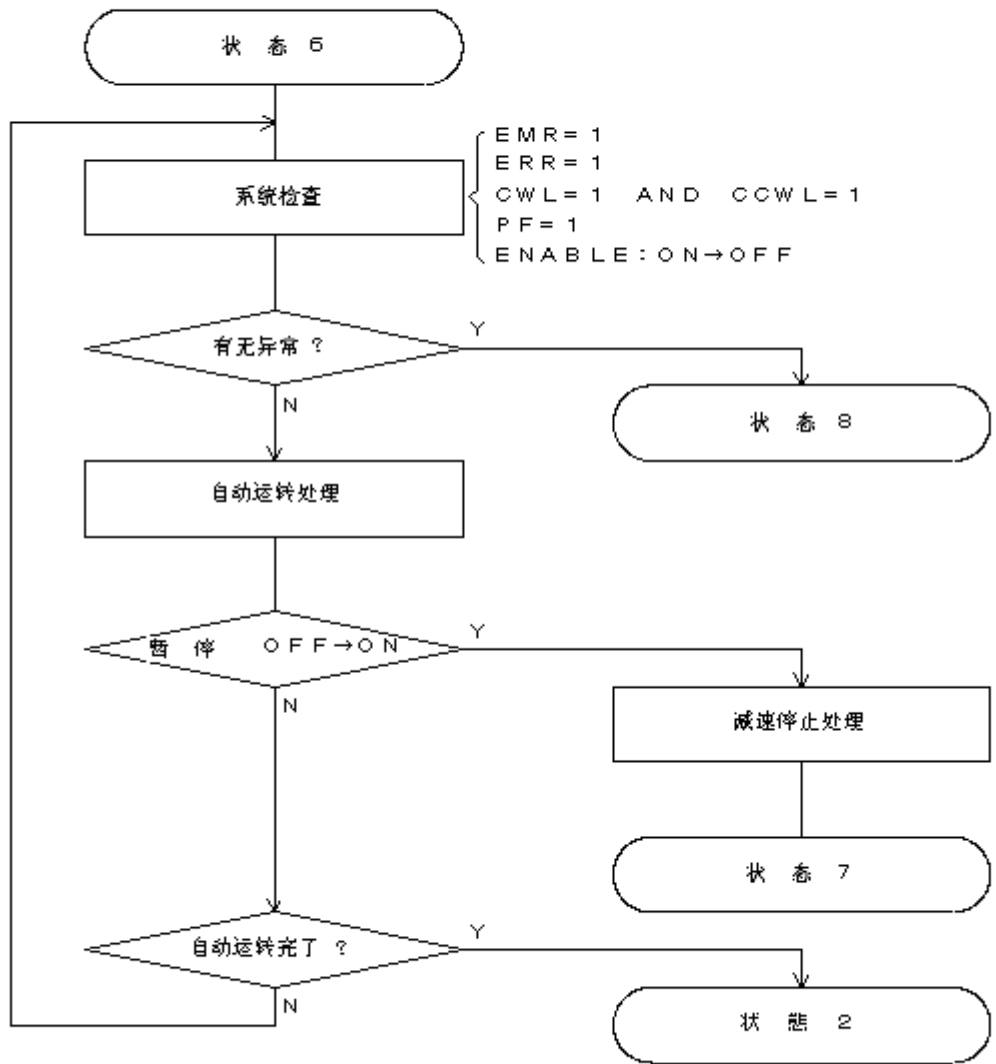 状 态 6
系统检查
EMR=1
ERR=1
CWL=1 AND CCWL=1
PF=1
ENABLE:ON→OFF
有无异常?
Y
N
状 态 8
自动运转处理
暂 停 OFF→ON
Y
N
减速停止处理
状 态 7
自动运转完了 ?
Y
N
状 態 2